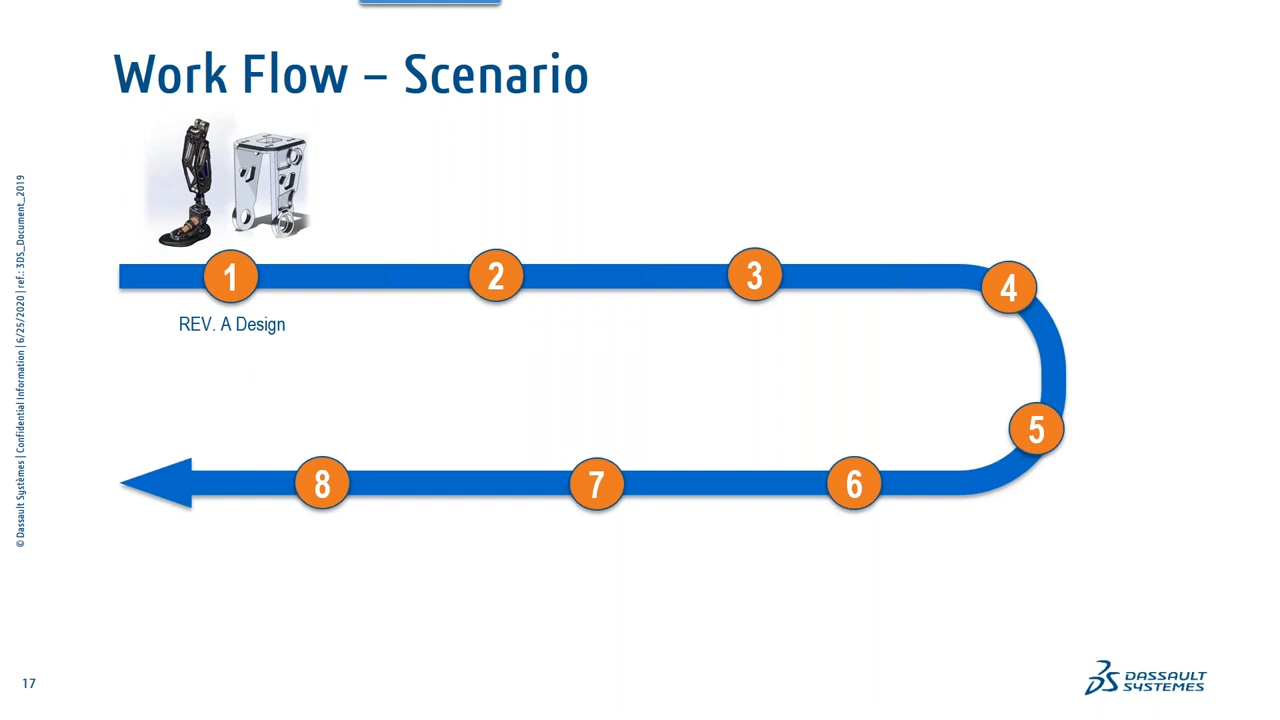 Work Flow – Scenario
1
2
3
4
REV. A Design
5
8
7
6
© Dassault Systèmes | Confidential Information | 6/25/2020 | ref.: 3DS_Document_2019
17
DASSAULT
SYSTEMES